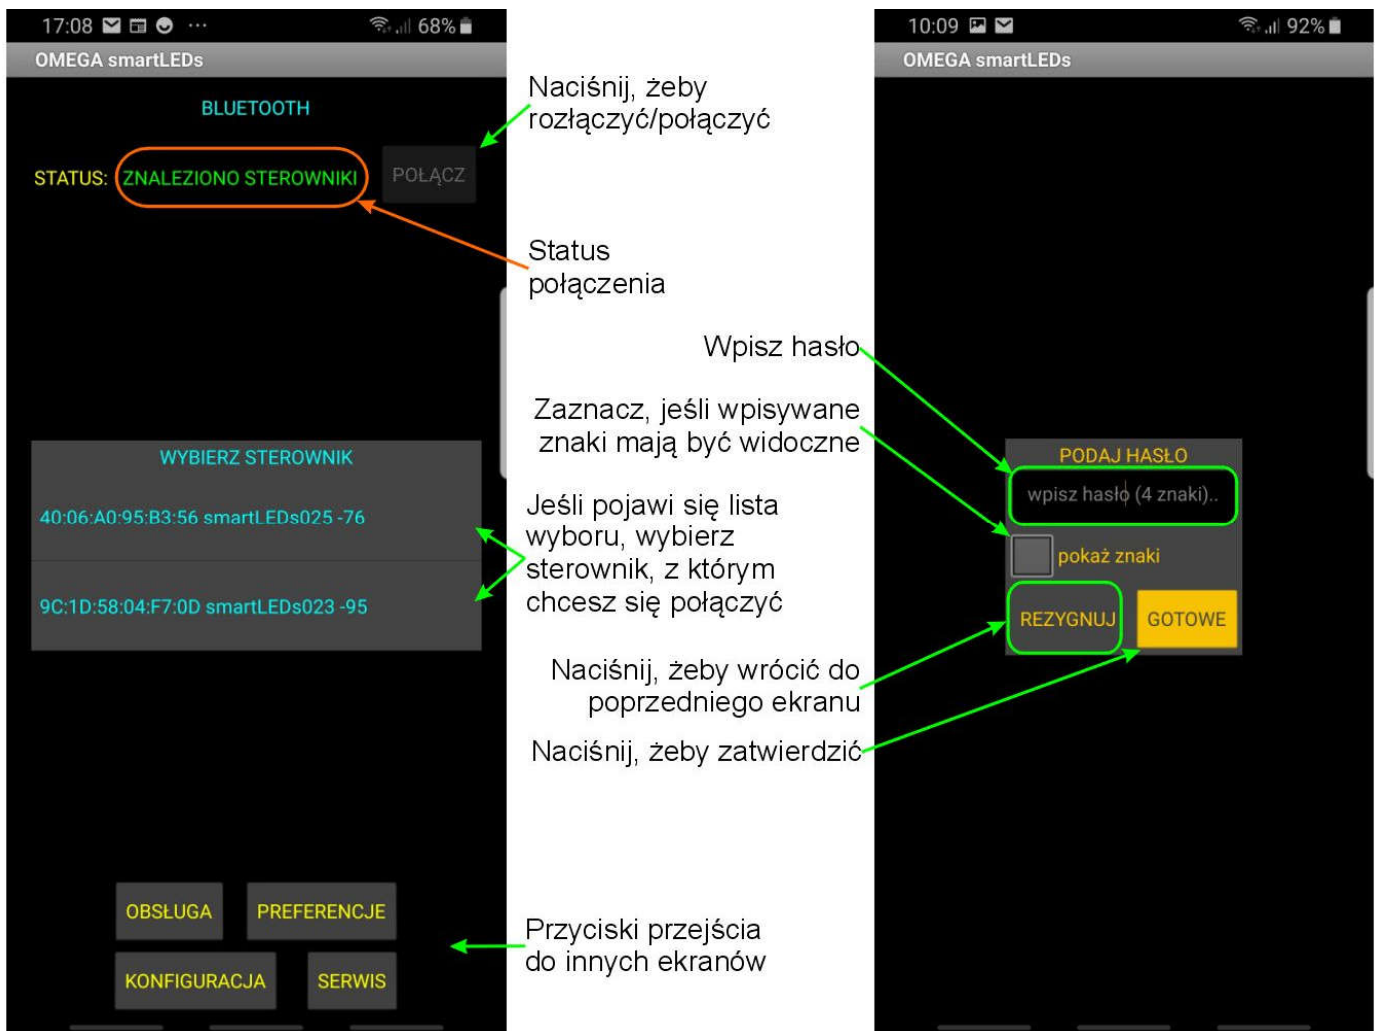 17:08
68%
OMEGA smartLEDs
BLUETOOTH
STATUS: ZNALEZIONO STEROWNIKI
POŁĄCZ
WYBIERZ STEROWNIK
40:06:A0:95:B3:56 smartLEDs025 -76
9C:1D:58:04:F7:0D smartLEDs023 -95
OBSŁUGA
PREFERENCJE
KONFIGURACJA
SERWIS
Naciśnij, żeby
rozłączyć/połączyć
Status
połączenia
Wpisz hasło
Zaznacz, jeśli wpisywane
znaki mają być widoczne
Jeśli pojawi się lista
wyboru, wybierz
sterownik, z którym
chcesz się połączyć
Naciśnij, żeby wrócić do
poprzedniego ekranu
Naciśnij, żeby zatwierdzić
Przyciski przejścia
do innych ekranów
10:09
92%
OMEGA smartLEDs
PODAJ HASŁO
wpisz hasło (4 znaki)..
pokaż znaki
REZYGNUJ
GOTOWE